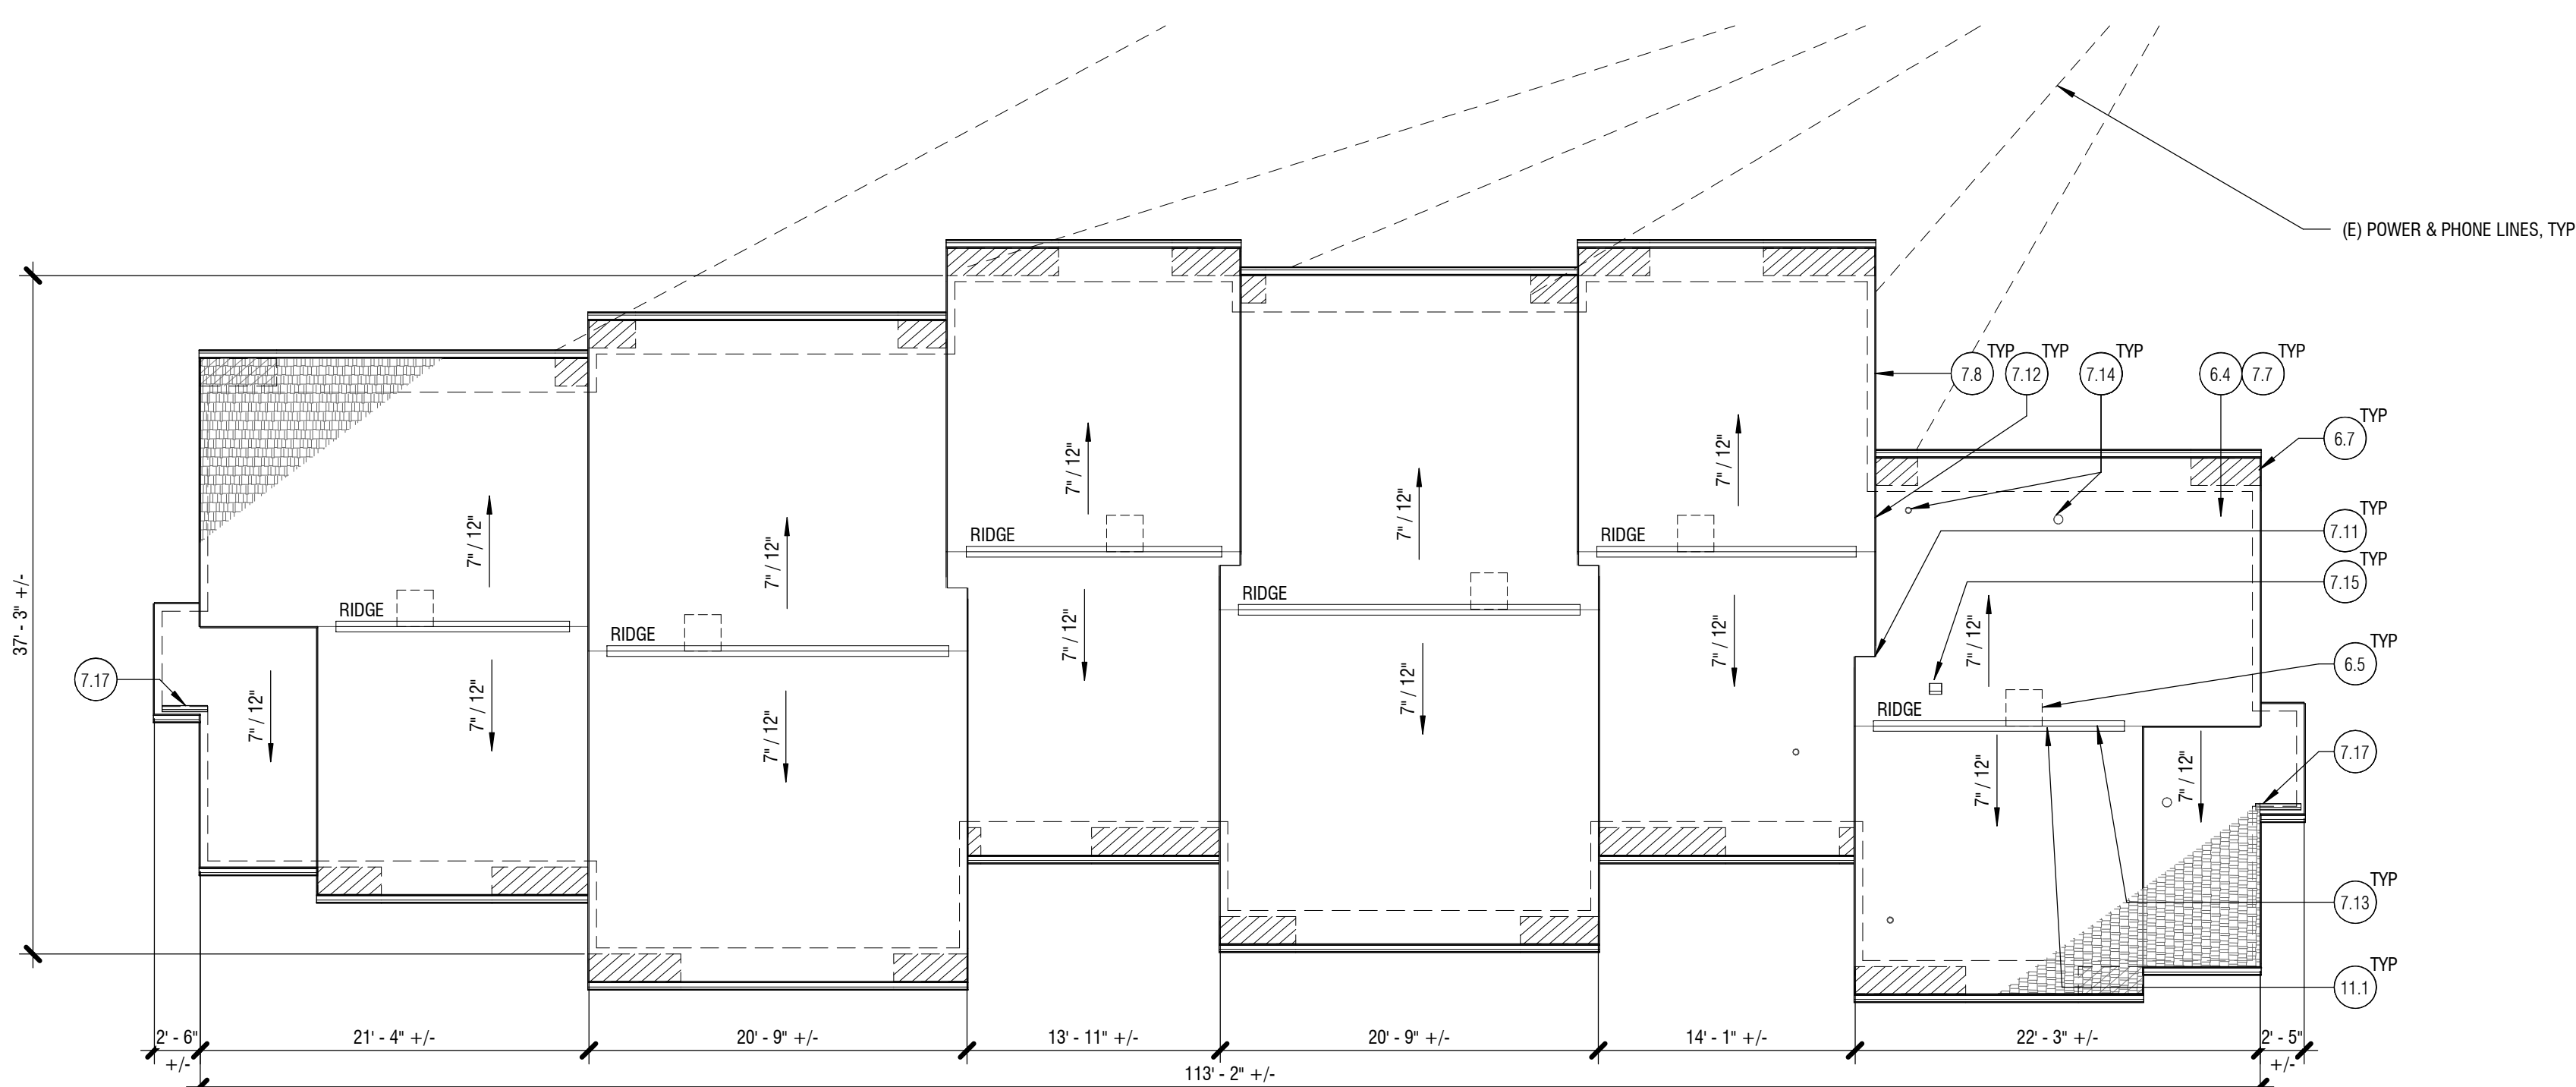 (E) POWER & PHONE LINES, TYP
TYP
7.8
TYP
7.12
TYP
7.14
6.4
7.7
TYP
6.7
TYP
7.11
TYP
7.15
TYP
6.5
TYP
7.17
7.17
7.13
TYP
11.1
TYP
37' - 3" +/-
RIDGE
RIDGE
RIDGE
RIDGE
RIDGE
RIDGE
7" / 12"
7" / 12"
7" / 12"
7" / 12"
7" / 12"
7" / 12"
7" / 12"
7" / 12"
7" / 12"
7" / 12"
7" / 12"
7" / 12"
7" / 12"
7" / 12"
2' - 6"
+/-
21' - 4" +/-
20' - 9" +/-
13' - 11" +/-
20' - 9" +/-
14' - 1" +/-
22' - 3" +/-
2' - 5"
+/-
113' - 2" +/-